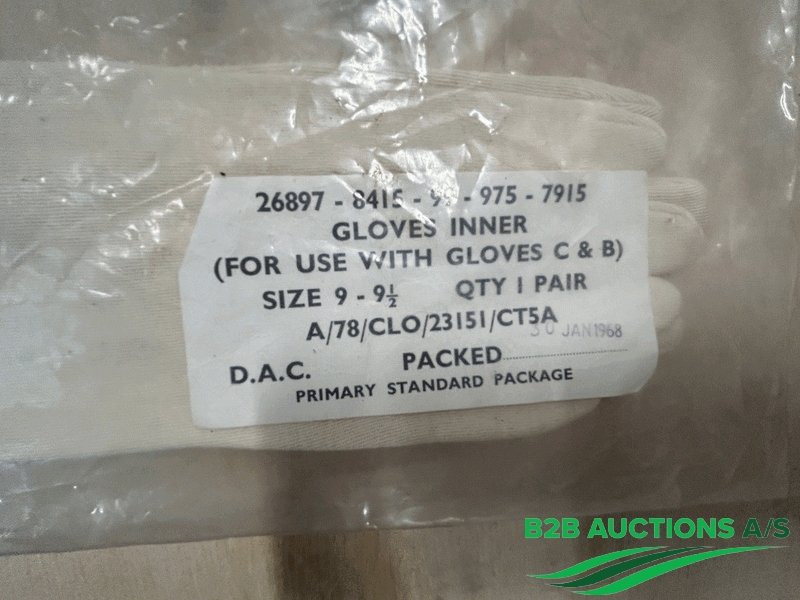 26897 - 8415 - 99 - 975 - 7915
GLOVES INNER
(FOR USE WITH GLOVES C & B)
SIZE 9 - 9½ QTY 1 PAIR
A/78/CLO/23151/CT5A
30 JAN 1968
D.A.C. PACKED
PRIMARY STANDARD PACKAGE
B2B AUCTIONS A/S